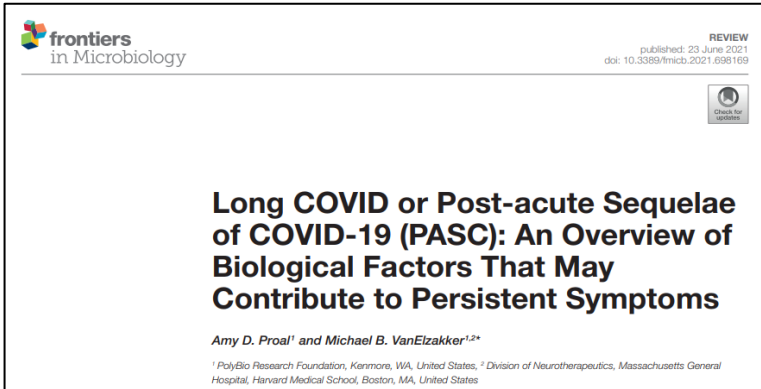 frontiers
in Microbiology
REVIEW
published: 23 June 2021
doi: 10.3389/fmicb.2021.698169
Check for
updates
Long COVID or Post-acute Sequelae
of COVID-19 (PASC): An Overview of
Biological Factors That May
Contribute to Persistent Symptoms
Amy D. Proal¹ and Michael B. VanElzakker¹,²*
¹ PolyBio Research Foundation, Kenmore, WA, United States, ² Division of Neurotherapeutics, Massachusetts General
Hospital, Harvard Medical School, Boston, MA, United States